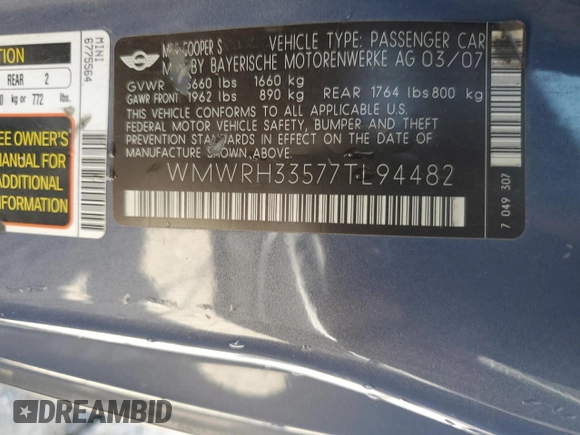 MINI
6775564
REAR 2
772 lbs.
SEE OWNER'S
MANUAL FOR
ADDITIONAL
INFORMATION
COOPER S VEHICLE TYPE: PASSENGER CAR
BY BAYERISCHE MOTORENWERKE AG 03/07
GVWR 3660 lbs 1660 kg
GAWR FRONT 1962 lbs 890 kg REAR 1764 lbs 800 kg
THIS VEHICLE CONFORMS TO ALL APPLICABLE U.S.
FEDERAL MOTOR VEHICLE SAFETY, BUMPER AND THEFT
PREVENTION STANDARDS IN EFFECT ON THE DATE OF
MANUFACTURE SHOWN ABOVE.
WMWRH33577TL94482
7 049 307
DREAMBID